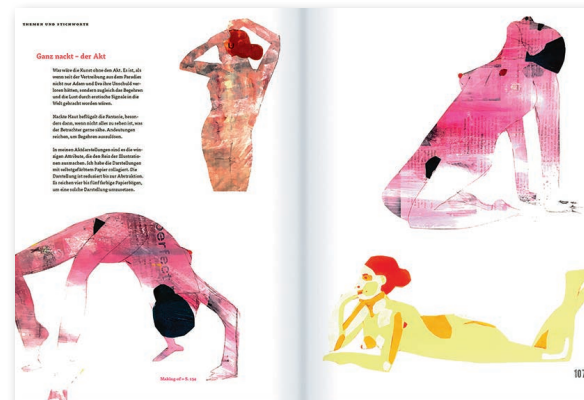 THEMEN UND STICHWORTE
Ganz nackt – der Akt
Was wäre die Kunst ohne den Akt. Es ist, als
wenn seit der Vertreibung aus dem Paradies
nicht nur Adam und Eva ihre Unschuld ver-
loren hätten, sondern zugleich das Begehren
und die Lust durch erotische Signale in die
Welt gebracht worden wären.
Nackte Haut beflügelt die Fantasie, beson-
ders dann, wenn nicht alles zu sehen ist, was
der Betrachter gerne sähe. Andeutungen
reichen, um Begehren auszulösen.
In meinen Aktdarstellungen sind es die win-
zigen Attribute, die den Reiz der Illustratio-
nen ausmachen. Ich habe die Darstellungen
mit selbstgefärbtem Papier collagiert. Die
Darstellung ist reduziert bis zur Abstraktion.
Es reichen vier bis fünf farbige Papierbögen,
um eine solche Darstellung umzusetzen.
perfect
Making-of > S.
107